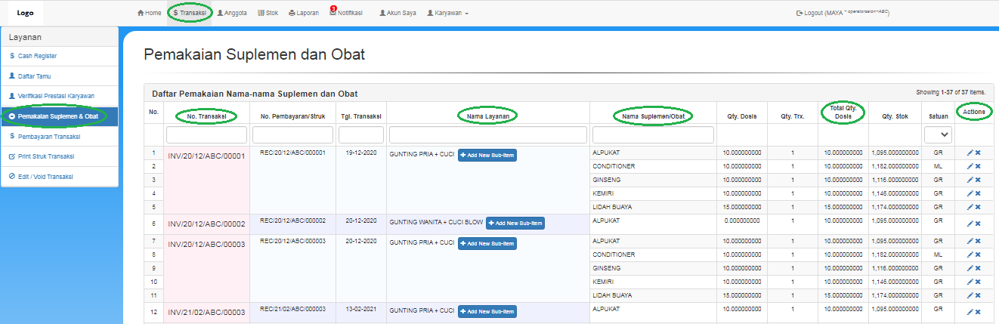 Logo
Home $ Transaksi Anggota Stok Laporan 3 Notifikasi Akun Saya Karyawan Logout (MAYA - operatorsalon-ABC)
Layanan
$ Cash Register
Daftar Tamu
Verifikasi Prestasi Karyawan
Pemakaian Suplemen & Obat
$ Pembayaran Transaksi
Print Struk Transaksi
Edit / Void Transaksi
Pemakaian Suplemen dan Obat
Daftar Pemakaian Nama-nama Suplemen dan Obat Showing 1-37 of 37 items.
No. No. Transaksi No. Pembayaran/Struk Tgl. Transaksi Nama Layanan Nama Suplemen/Obat Qty. Dosis Qty. Trx. Total Qty. Dosis Qty. Stok Satuan Actions
1 INV/20/12/ABC/00001 REC/20/12/ABC/000001 19-12-2020 GUNTING PRIA + CUCI + Add New Sub-Item ALPUKAT 10.000000000 1 10.000000000 1,095.000000000 GR
2 CONDITIONER 10.000000000 1 10.000000000 1,182.000000000 ML
3 GINSENG 10.000000000 1 10.000000000 1,116.000000000 GR
4 KEMIRI 10.000000000 1 10.000000000 1,146.000000000 GR
5 LIDAH BUAYA 15.000000000 1 15.000000000 1,174.000000000 GR
6 INV/20/12/ABC/00002 REC/20/12/ABC/000002 20-12-2020 GUNTING WANITA + CUCI BLOW + Add New Sub-Item ALPUKAT 0.000000000 1 10.000000000 1,095.000000000 GR
7 INV/20/12/ABC/00003 REC/20/12/ABC/000003 20-12-2020 GUNTING PRIA + CUCI + Add New Sub-Item ALPUKAT 10.000000000 1 10.000000000 1,095.000000000 GR
8 CONDITIONER 10.000000000 1 10.000000000 1,182.000000000 ML
9 GINSENG 10.000000000 1 10.000000000 1,116.000000000 GR
10 KEMIRI 10.000000000 1 10.000000000 1,146.000000000 GR
11 LIDAH BUAYA 15.000000000 1 15.000000000 1,174.000000000 GR
12 INV/21/02/ABC/00003 REC/21/02/ABC/000003 13-02-2021 GUNTING PRIA + CUCI + Add New Sub-Item ALPUKAT 10.000000000 1 10.000000000 1,095.000000000 GR